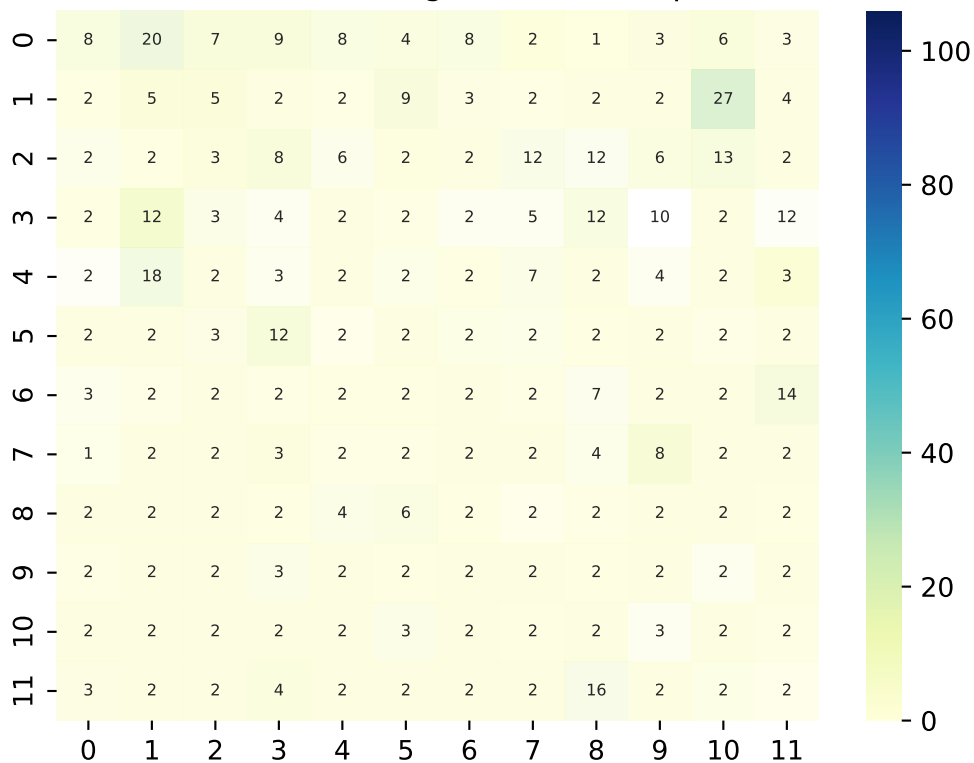 0 8 20 7 9 8 4 8 2 1 3 6 3
1 2 5 5 2 2 9 3 2 2 2 27 4
2 2 2 3 8 6 2 2 12 12 6 13 2
3 2 12 3 4 2 2 2 5 12 10 2 12
4 2 18 2 3 2 2 2 7 2 4 2 3
5 2 2 3 12 2 2 2 2 2 2 2 2
6 3 2 2 2 2 2 2 2 7 2 2 14
7 1 2 2 3 2 2 2 2 4 8 2 2
8 2 2 2 2 4 6 2 2 2 2 2 2
9 2 2 2 3 2 2 2 2 2 2 2 2
10 2 2 2 2 2 3 2 2 2 3 2 2
11 3 2 2 4 2 2 2 2 16 2 2 2
0 1 2 3 4 5 6 7 8 9 10 11
100
80
60
40
20
0